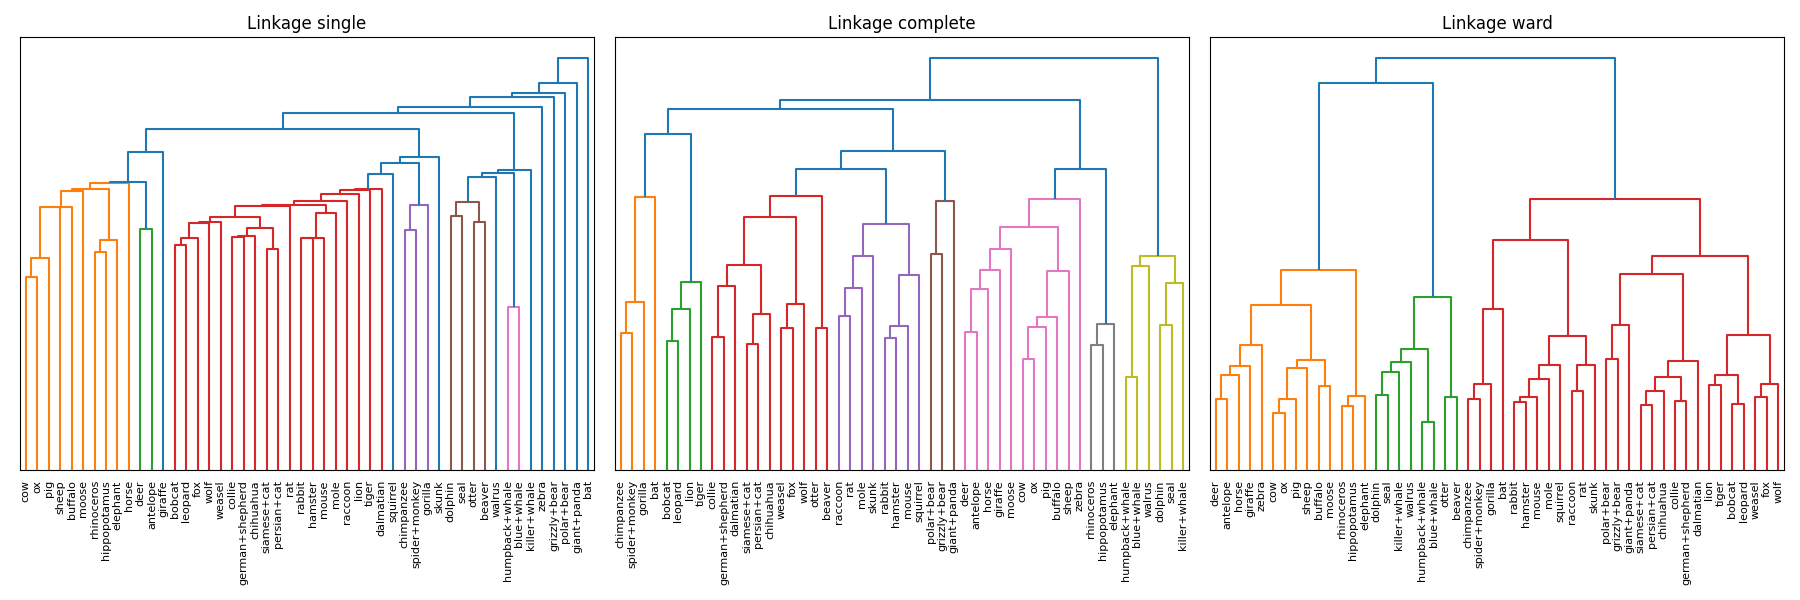 Linkage single
cow
ox
pig
sheep
buffalo
moose
rhinoceros
hippopotamus
elephant
horse
deer
antelope
giraffe
bobcat
leopard
fox
wolf
weasel
collie
german+shepherd
chihuahua
siamese+cat
persian+cat
rat
rabbit
hamster
mouse
mole
raccoon
lion
tiger
dalmatian
squirrel
chimpanzee
spider+monkey
gorilla
skunk
dolphin
seal
otter
beaver
walrus
humpback+whale
blue+whale
killer+whale
zebra
grizzly+bear
polar+bear
giant+panda
bat
Linkage complete
chimpanzee
spider+monkey
gorilla
bat
bobcat
leopard
lion
tiger
collie
german+shepherd
dalmatian
siamese+cat
persian+cat
chihuahua
weasel
fox
wolf
otter
beaver
raccoon
rat
mole
skunk
rabbit
hamster
mouse
squirrel
polar+bear
grizzly+bear
giant+panda
deer
antelope
horse
giraffe
moose
cow
ox
pig
buffalo
sheep
zebra
rhinoceros
hippopotamus
elephant
humpback+whale
blue+whale
walrus
dolphin
seal
killer+whale
Linkage ward
deer
antelope
horse
giraffe
zebra
cow
ox
pig
sheep
buffalo
moose
rhinoceros
hippopotamus
elephant
dolphin
seal
killer+whale
walrus
humpback+whale
blue+whale
otter
beaver
chimpanzee
spider+monkey
gorilla
bat
rabbit
hamster
mouse
mole
squirrel
raccoon
rat
skunk
polar+bear
grizzly+bear
giant+panda
siamese+cat
persian+cat
chihuahua
collie
german+shepherd
dalmatian
lion
tiger
bobcat
leopard
weasel
fox
wolf